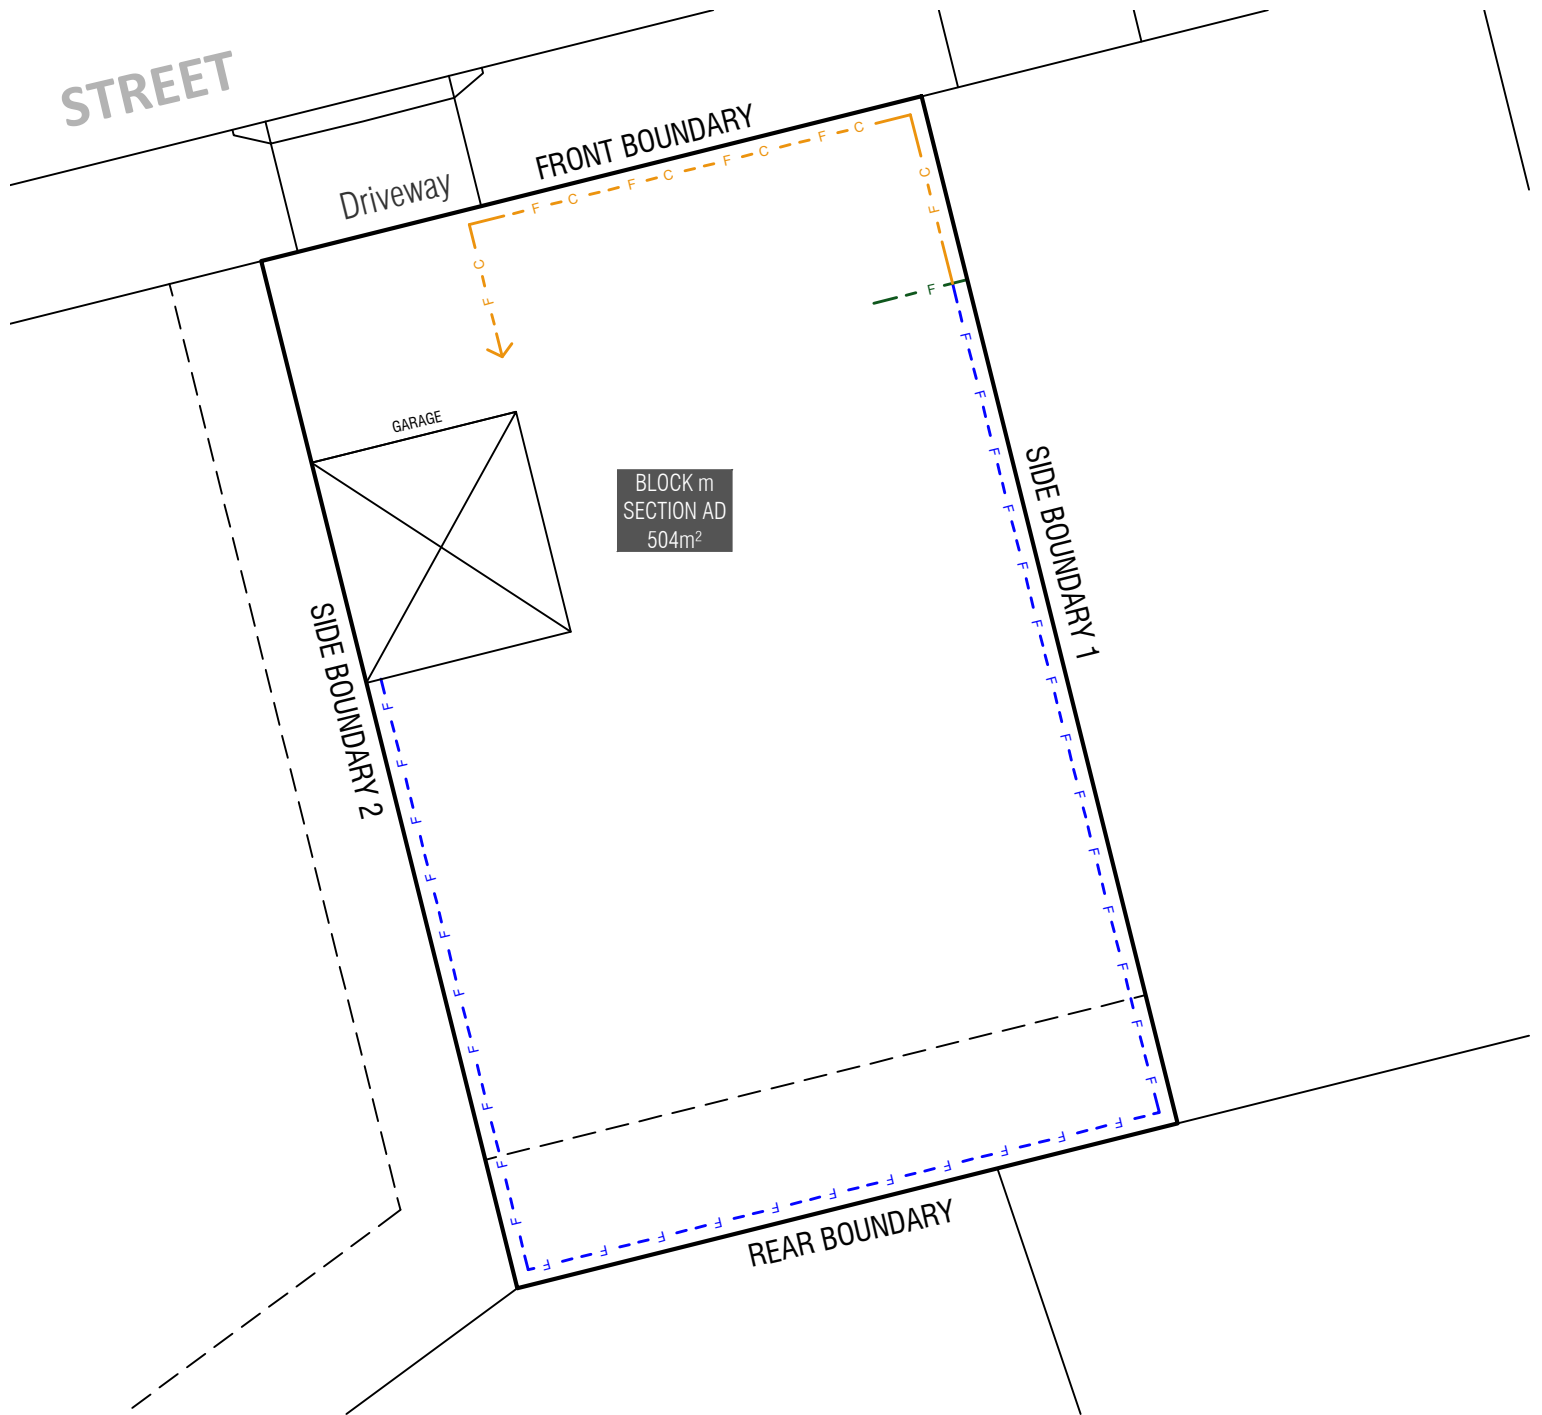 STREET
FRONT BOUNDARY
Driveway
F C F C F C F C
C F
C F
F
GARAGE
BLOCK m
SECTION AD
504m²
SIDE BOUNDARY 1
F F F F F F F F F F F F F F
SIDE BOUNDARY 2
F F F F F F F F F F
F F F F F F F F F F F
REAR BOUNDARY